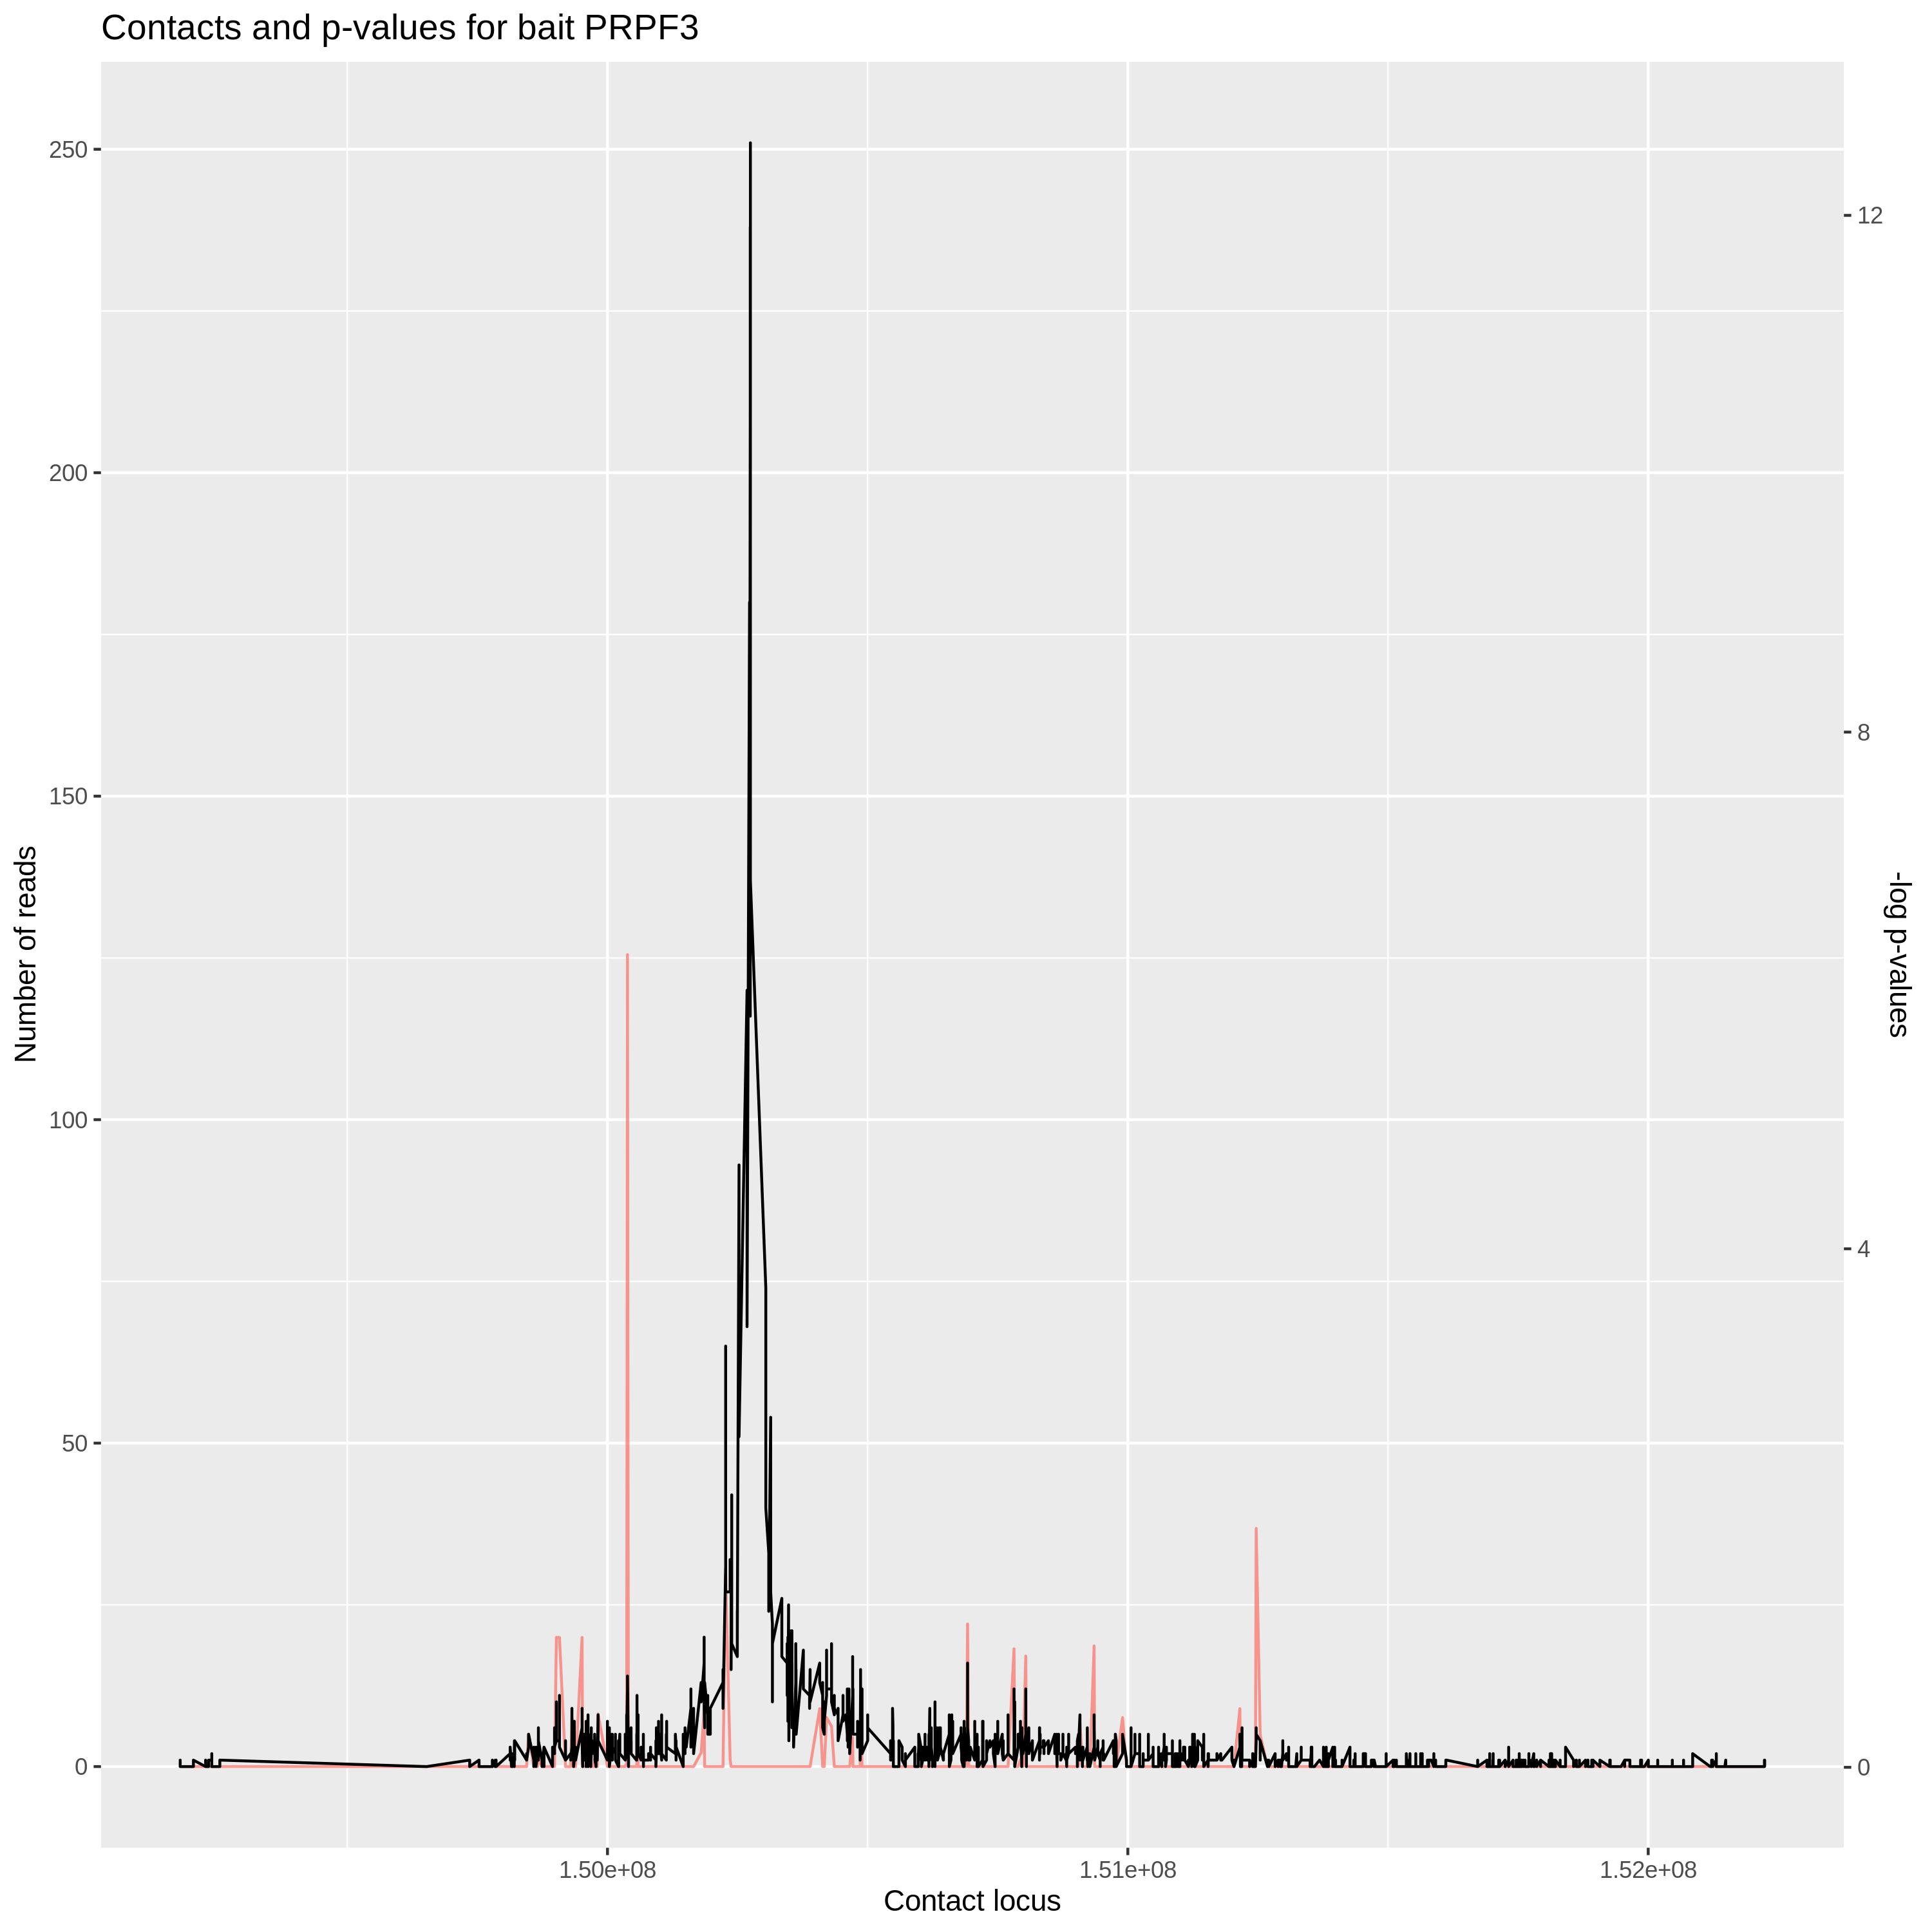 Contacts and p-values for bait PRPF3
250
200
150
100
50
0
Number of reads
12
8
4
0
-log p-values
1.50e+08 1.51e+08 1.52e+08
Contact locus